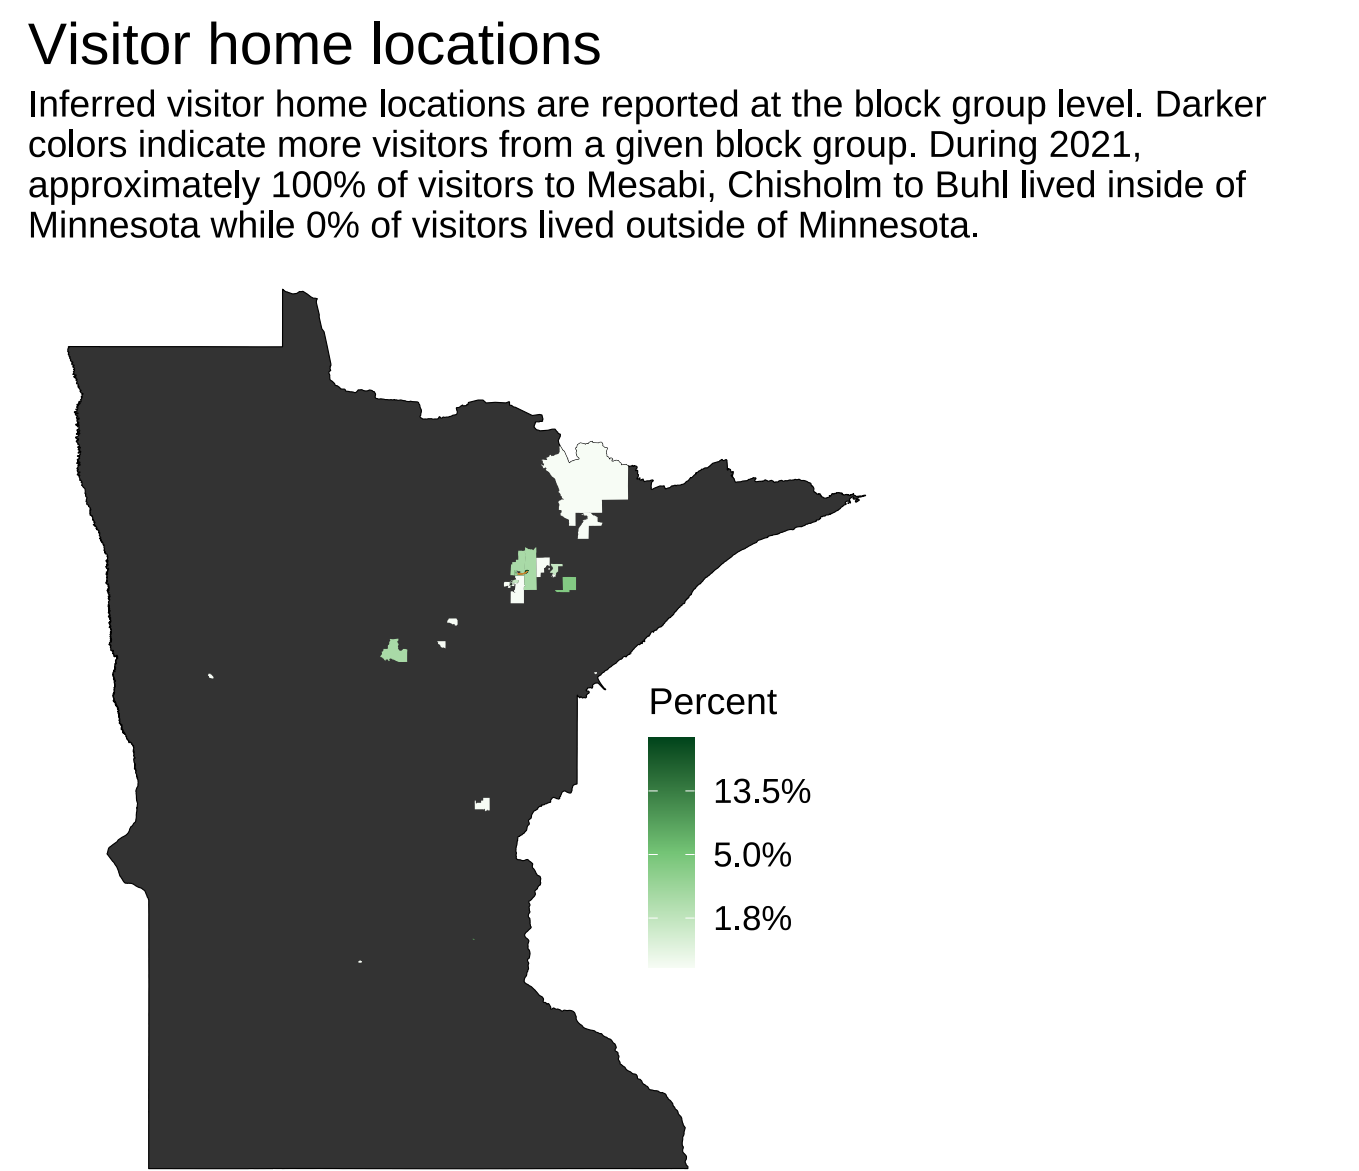 Visitor home locations
Inferred visitor home locations are reported at the block group level. Darker
colors indicate more visitors from a given block group. During 2021,
approximately 100% of visitors to Mesabi, Chisholm to Buhl lived inside of
Minnesota while 0% of visitors lived outside of Minnesota.
Percent
13.5%
5.0%
1.8%